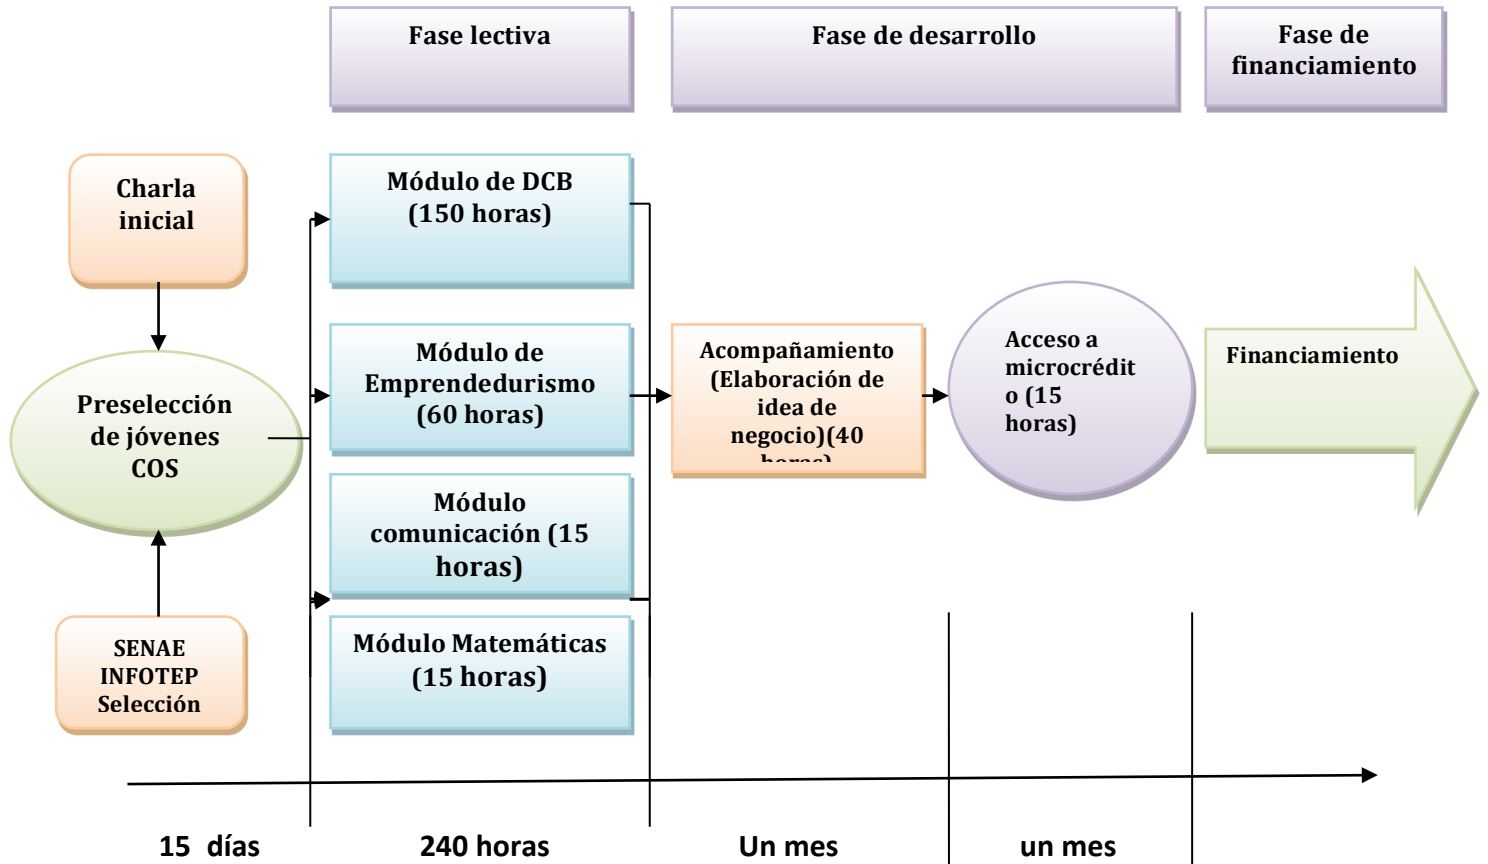 Fase lectiva
Fase de desarrollo
Fase de
financiamiento
Charla
inicial
Preselección
de jóvenes
COS
SENAE
INFOTEP
Selección
Módulo de DCB
(150 horas)
Módulo de
Emprendedurismo
(60 horas)
Módulo
comunicación (15
horas)
Módulo Matemáticas
(15 horas)
Acompañamiento
(Elaboración de
idea de
negocio)(40
horas)
Acceso a
microcrédit
o (15
horas)
Financiamiento
15 días
240 horas
Un mes
un mes